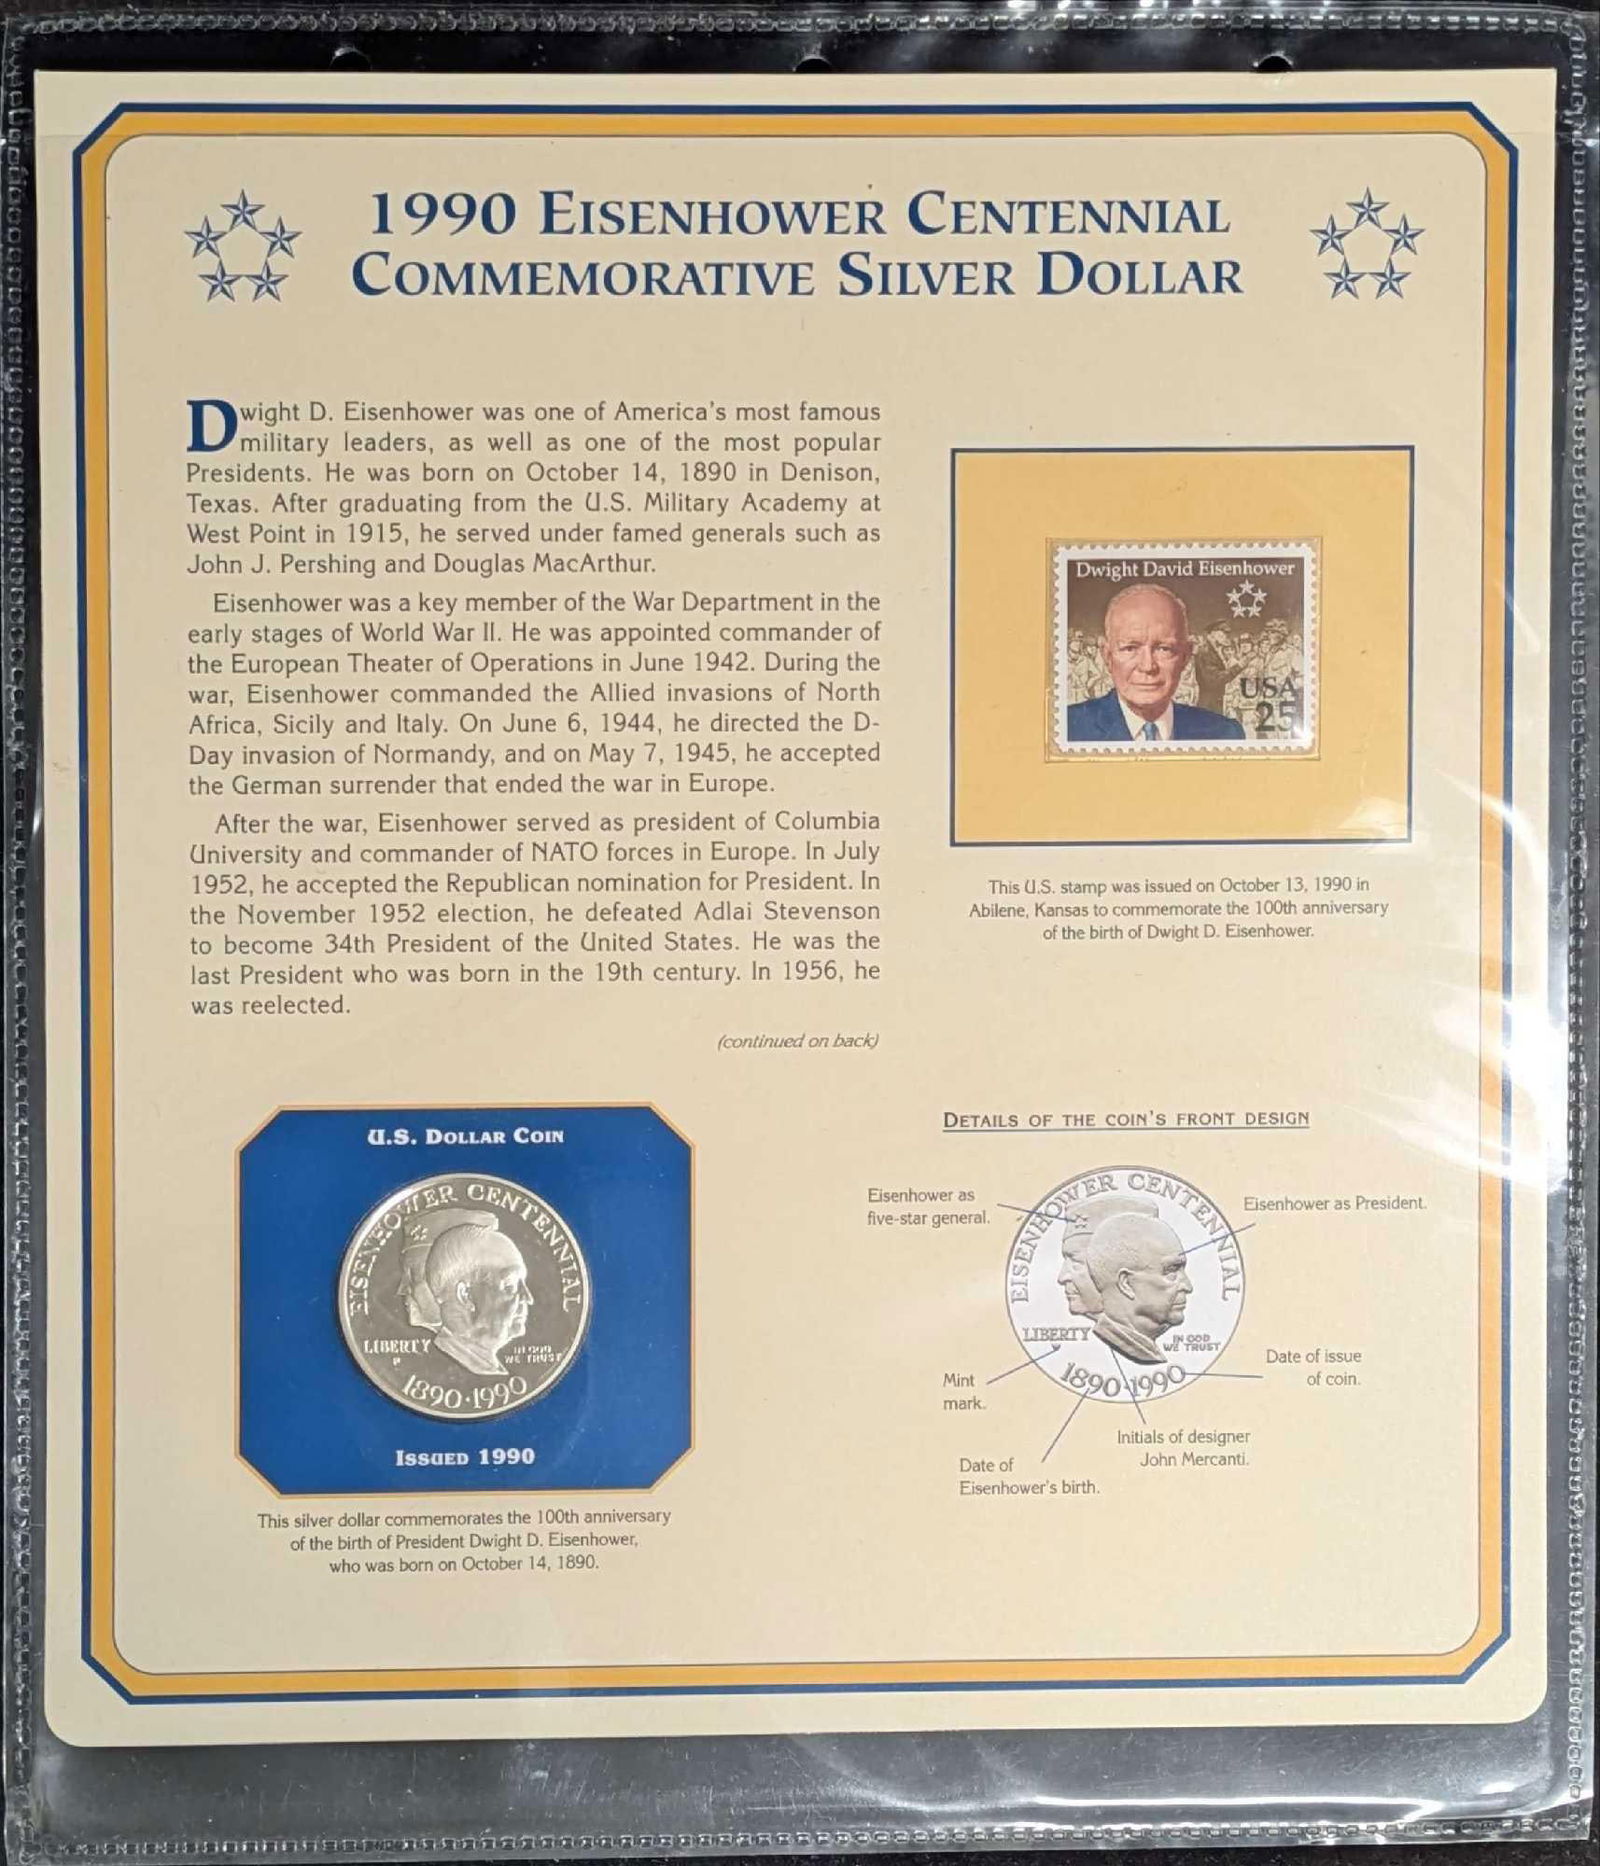 1990 Eisenhower Centennial
Commemorative Silver Dollar
Dwight D. Eisenhower was one of America's most famous
military leaders, as well as one of the most popular
Presidents. He was born on October 14, 1890 in Denison,
Texas. After graduating from the U.S. Military Academy at
West Point in 1915, he served under famed generals such as
John J. Pershing and Douglas MacArthur.
Eisenhower was a key member of the War Department in the
early stages of World War II. He was appointed commander of
the European Theater of Operations in June 1942. During the
war, Eisenhower commanded the Allied invasions of North
Africa, Sicily and Italy. On June 6, 1944, he directed the D-
Day invasion of Normandy, and on May 7, 1945, he accepted
the German surrender that ended the war in Europe.
After the war, Eisenhower served as president of Columbia
University and commander of NATO forces in Europe. In July
1952, he accepted the Republican nomination for President. In
the November 1952 election, he defeated Adlai Stevenson
to become 34th President of the United States. He was the
last President who was born in the 19th century. In 1956, he
was reelected.
(continued on back)
Dwight David Eisenhower
USA
25
This U.S. stamp was issued on October 13, 1990 in
Abilene, Kansas to commemorate the 100th anniversary
of the birth of Dwight D. Eisenhower.
U.S. Dollar Coin
EISENHOWER CENTENNIAL
LIBERTY
P
IN GOD
WE TRUST
1890·1990
Issued 1990
This silver dollar commemorates the 100th anniversary
of the birth of President Dwight D. Eisenhower,
who was born on October 14, 1890.
Details of the coin's front design
Eisenhower as
five-star general.
Eisenhower as President.
EISENHOWER CENTENNIAL
LIBERTY
IN GOD
WE TRUST
1890·1990
Mint
mark.
Date of issue
of coin.
Initials of designer
John Mercanti.
Date of
Eisenhower's birth.